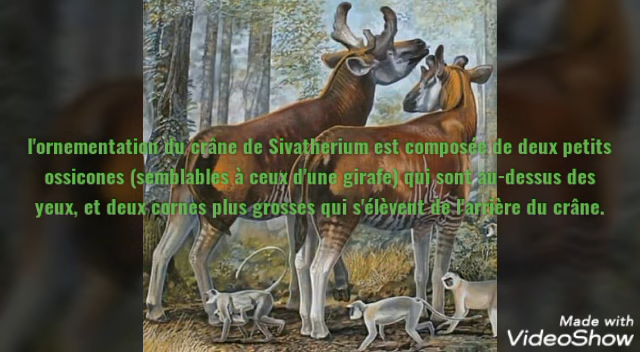 l'ornementation du crâne de Sivatherium est composée de deux petits
ossicones (semblables à ceux d'une girafe) qui sont au-dessus des
yeux, et deux cornes plus grosses qui s'élèvent de l'arrière du crâne.
Made with
VideoShow